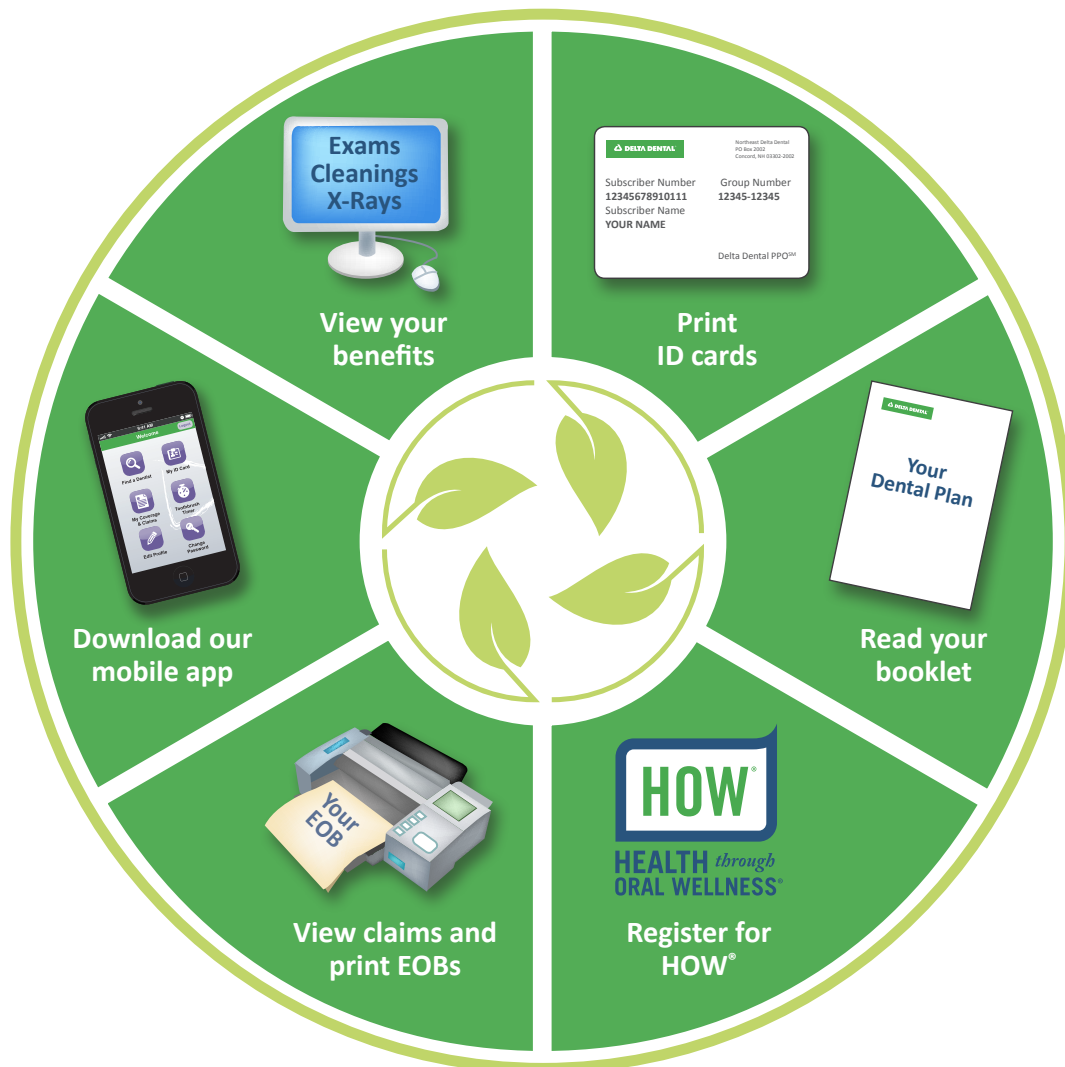 Exams
Cleanings
X-Rays
View your
benefits
DELTA DENTAL
Northeast Delta Dental
PO Box 2002
Concord, NH 03302-2002
Subscriber Number Group Number
12345678910111 12345-12345
Subscriber Name
YOUR NAME
Delta Dental PPO℠
Print
ID cards
DELTA DENTAL
Your
Dental Plan
Read your
booklet
HOW®
HEALTH through
ORAL WELLNESS®
Register for
HOW®
Your
EOB
View claims and
print EOBs
9:41 AM
Welcome Logout
Find a Dentist My ID Card
My Coverage
& Claims
Toothbrush
Timer
Edit Profile
Change
Password
Download our
mobile app